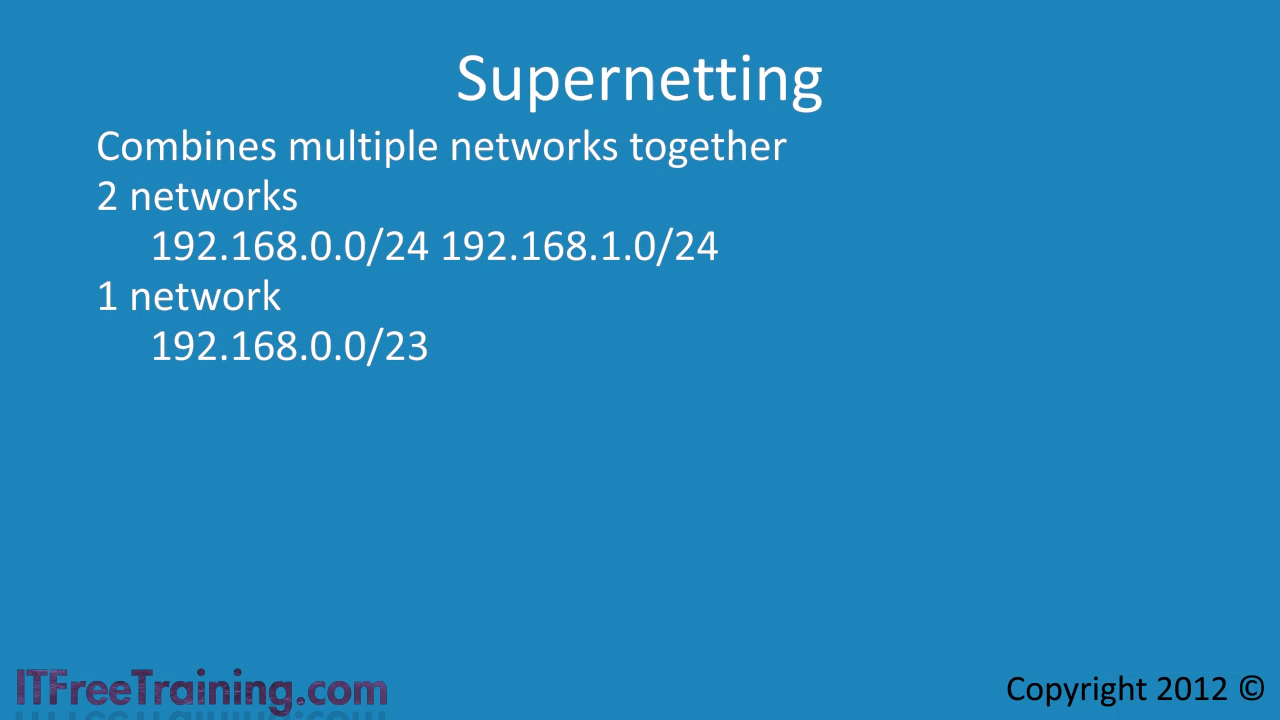 Supernetting
Combines multiple networks together
2 networks
192.168.0.0/24 192.168.1.0/24
1 network
192.168.0.0/23
ITFreeTraining.com
Copyright 2012 ©